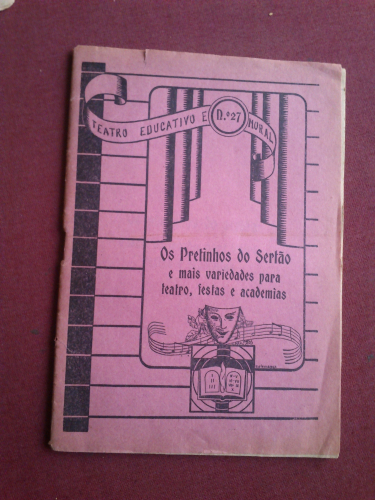 TEATRO EDUCATIVO E MORAL
N.º 27
Os Pretinhos do Sertão
e mais variedades para
teatro, festas e academias